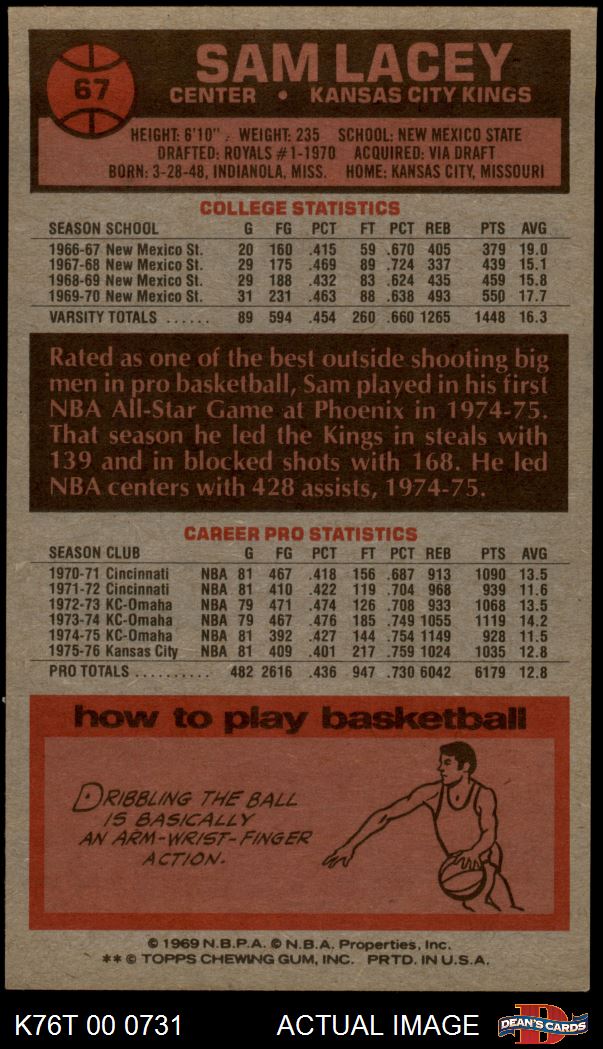 67
SAM LACEY
CENTER • KANSAS CITY KINGS
HEIGHT: 6'10" WEIGHT: 235 SCHOOL: NEW MEXICO STATE
DRAFTED: ROYALS #1-1970 ACQUIRED: VIA DRAFT
BORN: 3-28-48, INDIANOLA, MISS. HOME: KANSAS CITY, MISSOURI
COLLEGE STATISTICS
SEASON SCHOOL G FG PCT FT PCT REB PTS AVG
1966-67 New Mexico St. 20 160 .415 59 .670 405 379 19.0
1967-68 New Mexico St. 29 175 .469 89 .724 337 439 15.1
1968-69 New Mexico St. 29 188 .432 83 .624 435 459 15.8
1969-70 New Mexico St. 31 231 .463 88 .638 493 550 17.7
VARSITY TOTALS ...... 89 594 .454 260 .660 1265 1448 16.3
Rated as one of the best outside shooting big
men in pro basketball, Sam played in his first
NBA All-Star Game at Phoenix in 1974-75.
That season he led the Kings in steals with
139 and in blocked shots with 168. He led
NBA centers with 428 assists, 1974-75.
CAREER PRO STATISTICS
SEASON CLUB G FG PCT FT PCT REB PTS AVG
1970-71 Cincinnati NBA 81 467 .418 156 .687 913 1090 13.5
1971-72 Cincinnati NBA 81 410 .422 119 .704 968 939 11.6
1972-73 KC-Omaha NBA 79 471 .474 126 .708 933 1068 13.5
1973-74 KC-Omaha NBA 79 467 .476 185 .749 1055 1119 14.2
1974-75 KC-Omaha NBA 81 392 .427 144 .754 1149 928 11.5
1975-76 Kansas City NBA 81 409 .401 217 .759 1024 1035 12.8
PRO TOTALS .......... 482 2616 .436 947 .730 6042 6179 12.8
how to play basketball
DRIBBLING THE BALL
IS BASICALLY
AN ARM-WRIST-FINGER
ACTION.
© 1969 N.B.P.A. © N.B.A. Properties, Inc.
** © TOPPS CHEWING GUM, INC. PRTD. IN U.S.A.
K76T 00 0731 ACTUAL IMAGE DEAN'S CARDS